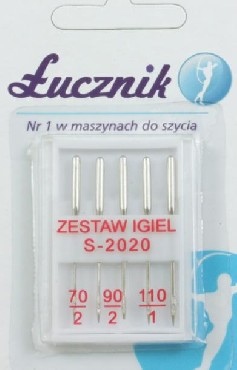 Łucznik
Nr 1 w maszynach do szycia
ZESTAW IGIEL
S-2020
70 90 110
2 2 1